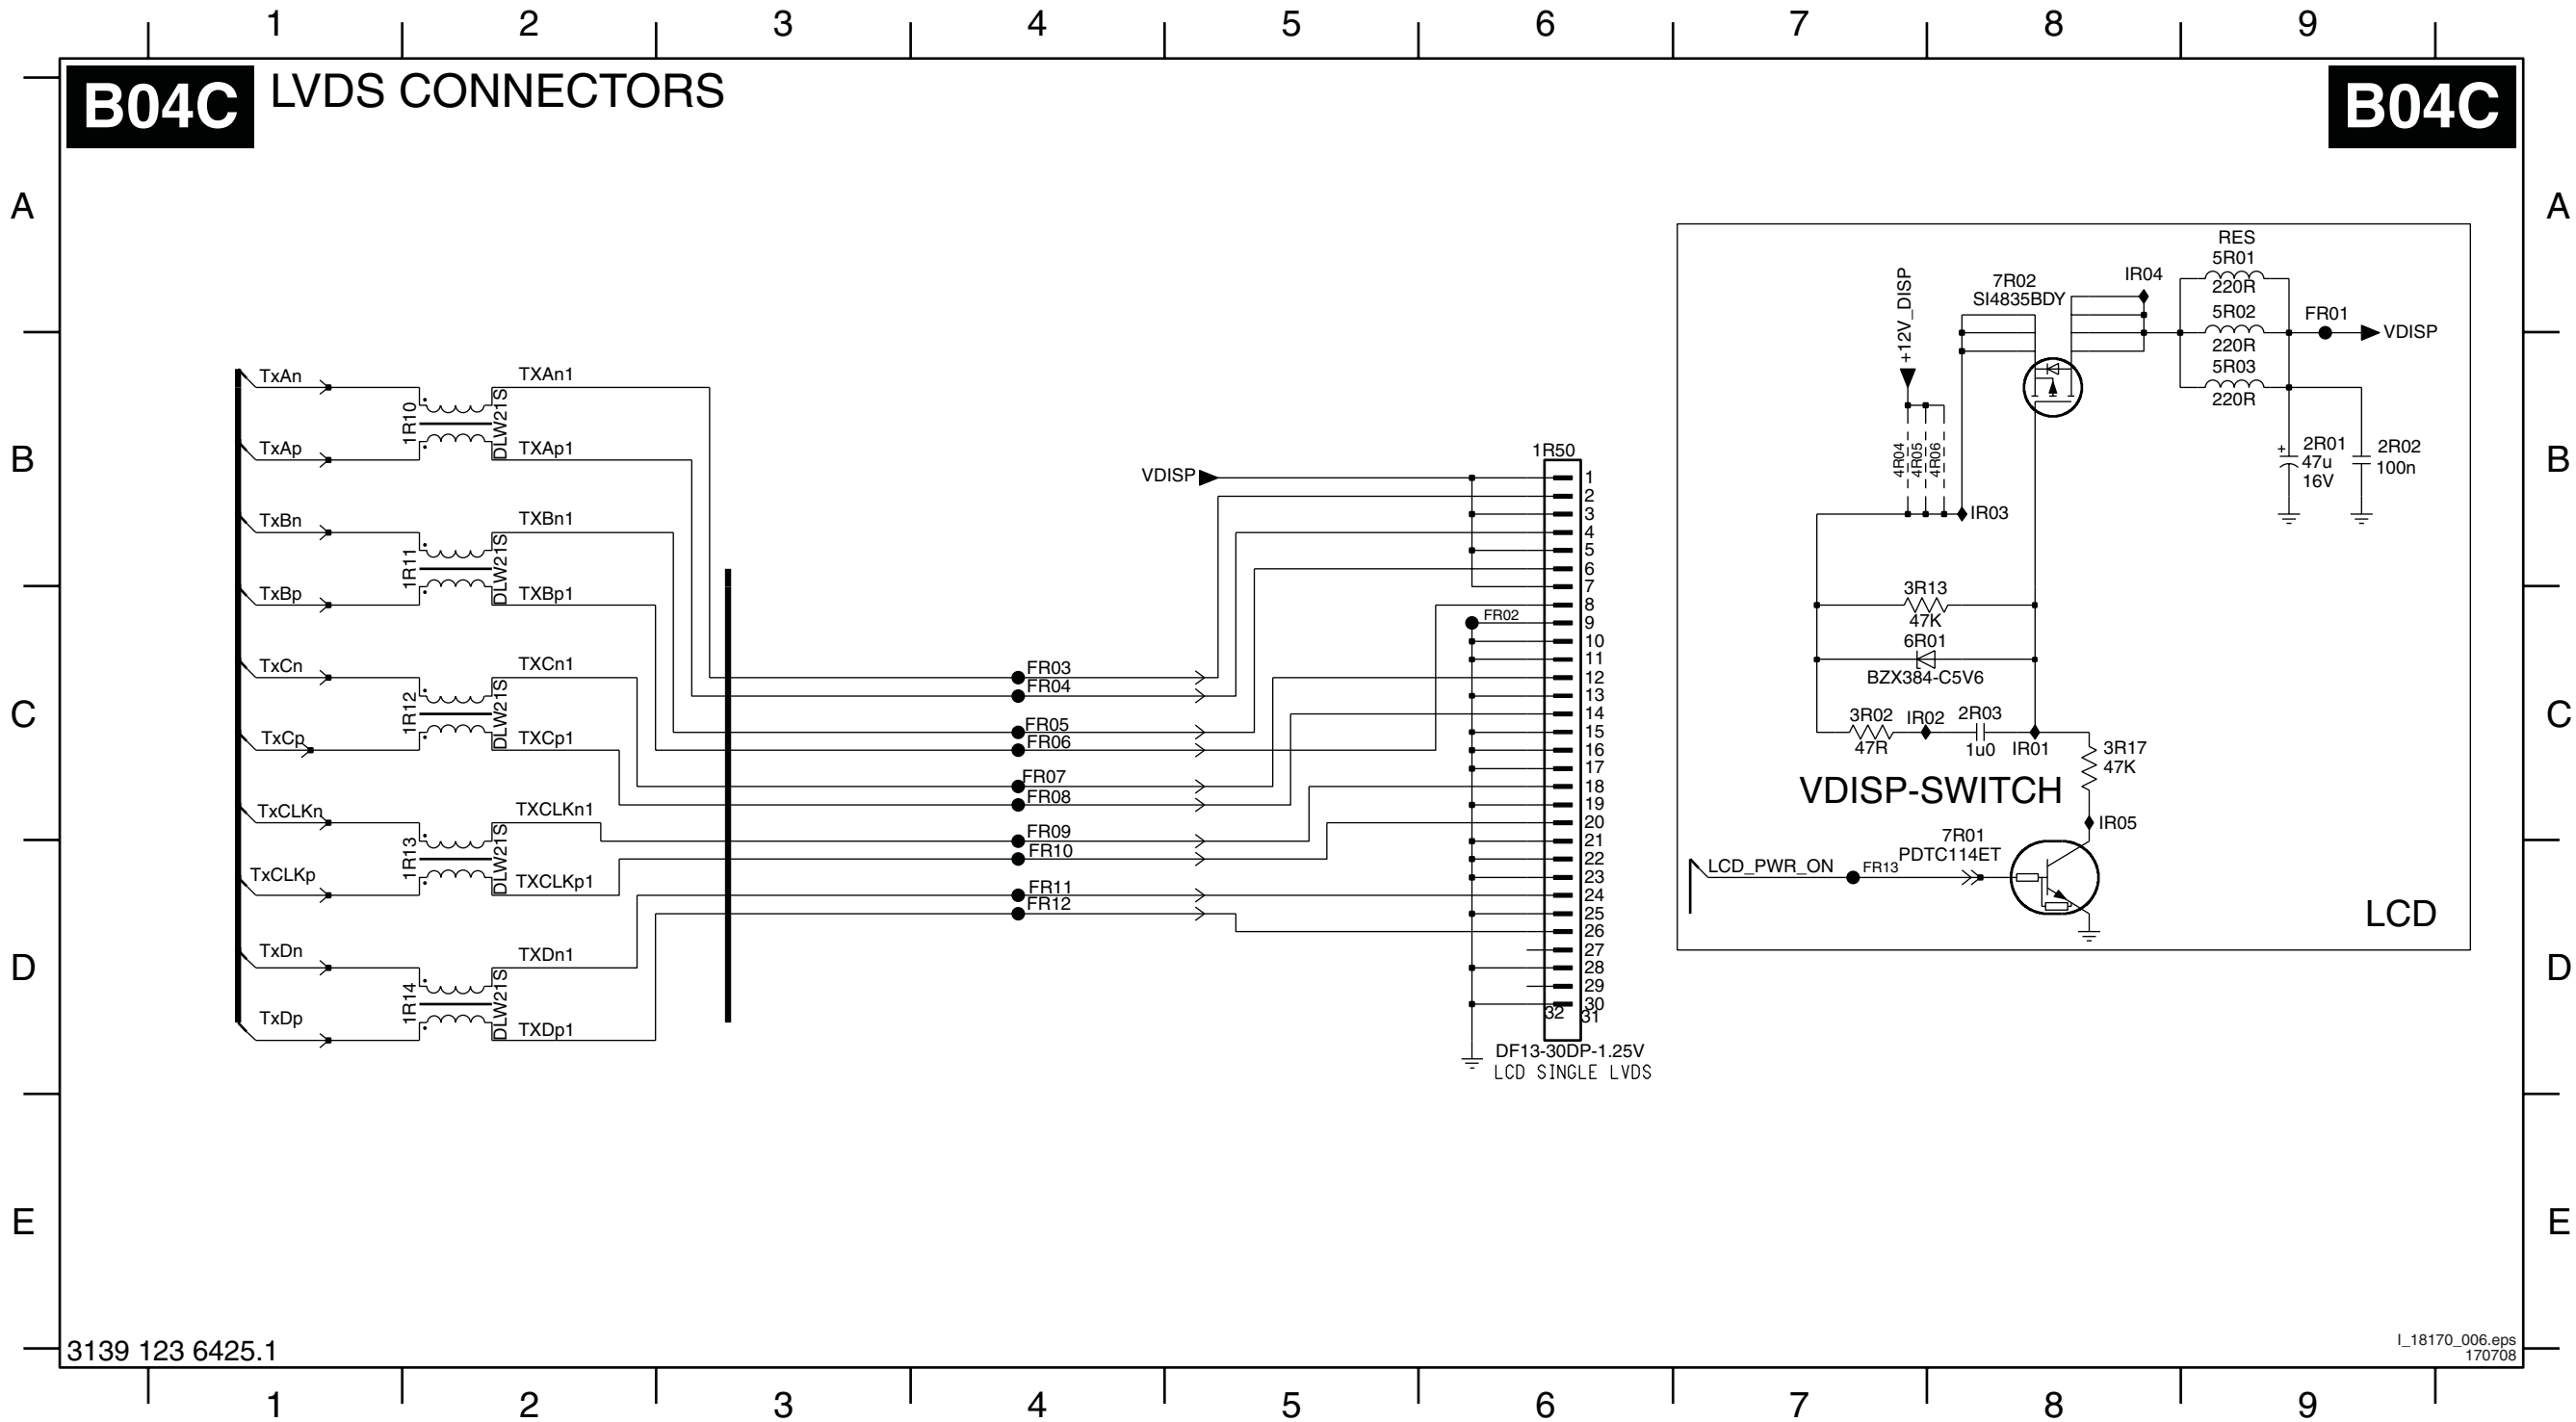 1 2 3 4 5 6 7 8 9
B04C LVDS CONNECTORS B04C
A
B
C
D
E
A
B
C
D
E
TxAn
TxAp
TxBn
TxBp
TxCn
TxCp
TxCLKn
TxCLKp
TxDn
TxDp
1R10
DLW21S
1R11
DLW21S
1R12
DLW21S
1R13
DLW21S
1R14
DLW21S
TXAn1
TXAp1
TXBn1
TXBp1
TXCn1
TXCp1
TXCLKn1
TXCLKp1
TXDn1
TXDp1
FR03
FR04
FR05
FR06
FR07
FR08
FR09
FR10
FR11
FR12
VDISP
FR02
1R50
1
2
3
4
5
6
7
8
9
10
11
12
13
14
15
16
17
18
19
20
21
22
23
24
25
26
27
28
29
30
32 31
DF13-30DP-1.25V
LCD SINGLE LVDS
+12V_DISP
4R04
4R05
4R06
IR03
7R02
SI4835BDY
IR04
RES
5R01
220R
5R02
220R
5R03
220R
FR01
VDISP
+ 2R01
47u
16V
2R02
100n
3R13
47K
6R01
BZX384-C5V6
3R02
47R
IR02
2R03
1u0
IR01
3R17
47K
VDISP-SWITCH
IR05
7R01
PDTC114ET
LCD_PWR_ON
FR13
LCD
3139 123 6425.1
I_18170_006.eps
170708
1 2 3 4 5 6 7 8 9